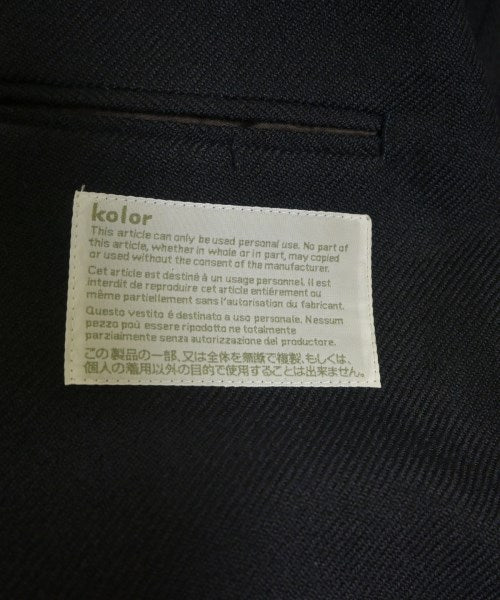 kolor
This article can only be used personal use. No part of
this article, whether in whole or in part, may copied
or used without the consent of the manufacturer.
Cet article est destiné à un usage personnel. Il est
interdit de reproduire cet article entiérement ou
même partiellement sans l'autorisation du fabricant.
Questo vestito é destinato a uso personale. Nessum
pezzo poù essere ripodotto ne totalmente
parzialmente senza autorizzazione del productore.
この製品の一部、又は全体を無断で複製、もしくは、
個人の着用以外の目的で使用することは出来ません。